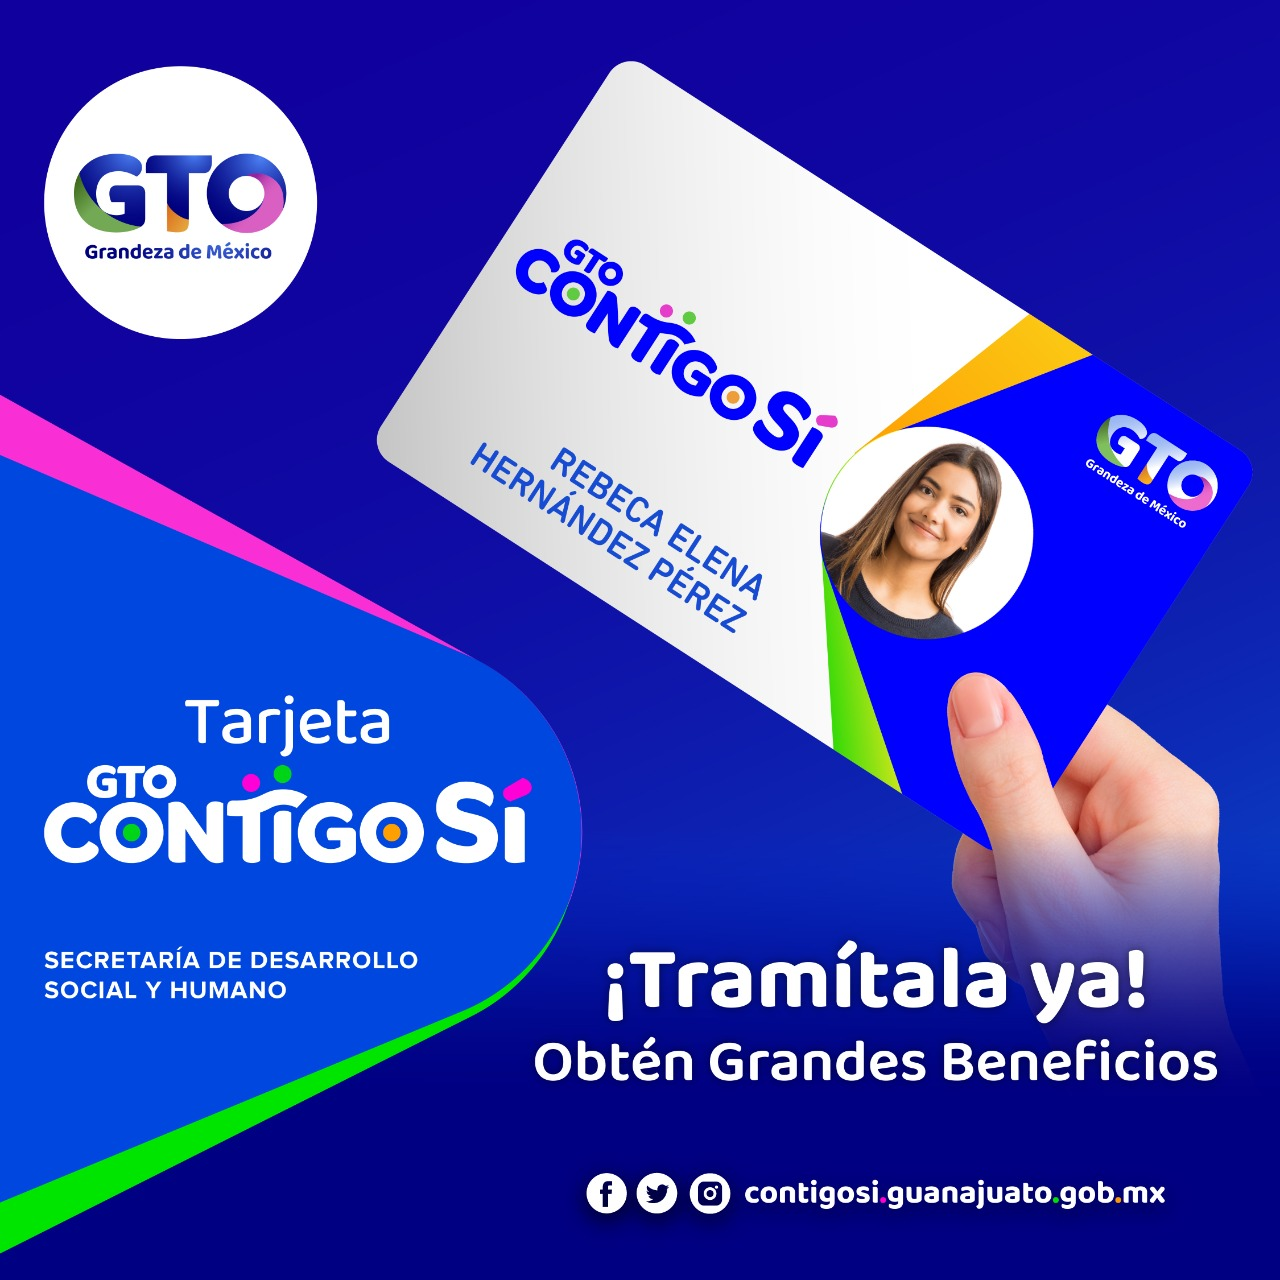 GTO
Grandeza de México
GTO
CONTIGO SÍ
REBECA ELENA
HERNÁNDEZ PÉREZ
GTO
Grandeza de México
Tarjeta
GTO
CONTIGO SÍ
SECRETARÍA DE DESARROLLO
SOCIAL Y HUMANO
¡Tramítala ya!
Obtén Grandes Beneficios
contigosi.guanajuato.gob.mx